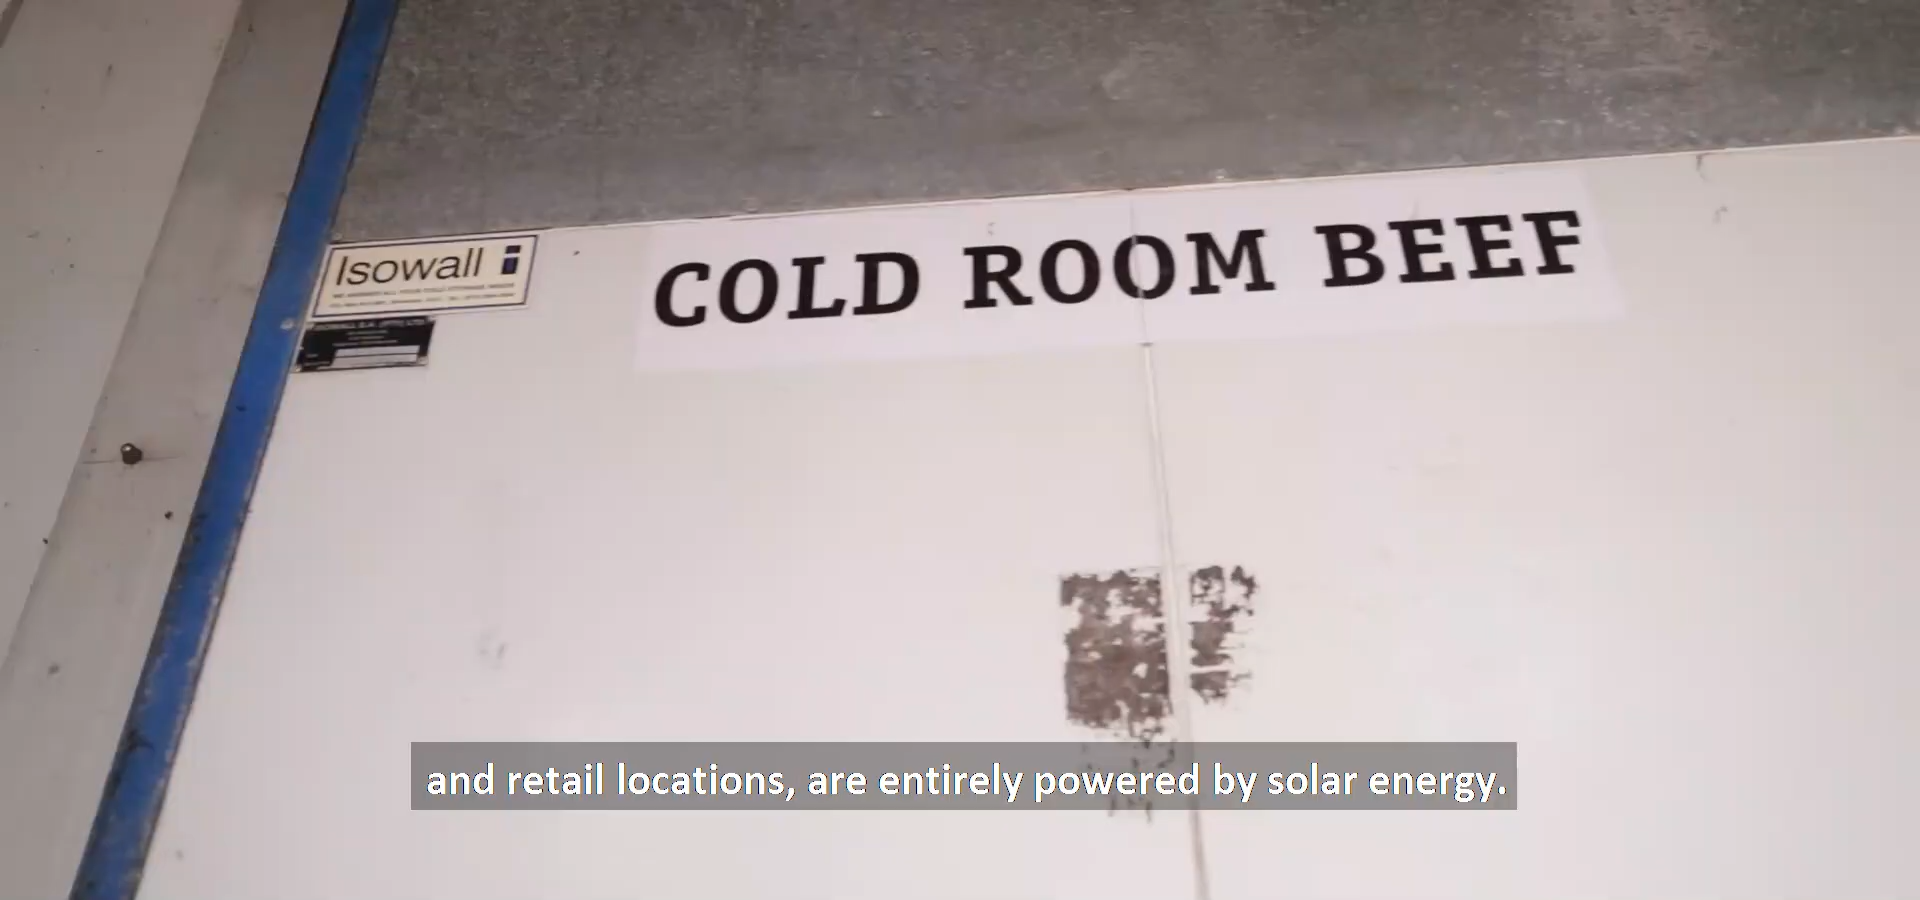 Isowall
COLD ROOM BEEF
and retail locations, are entirely powered by solar energy.